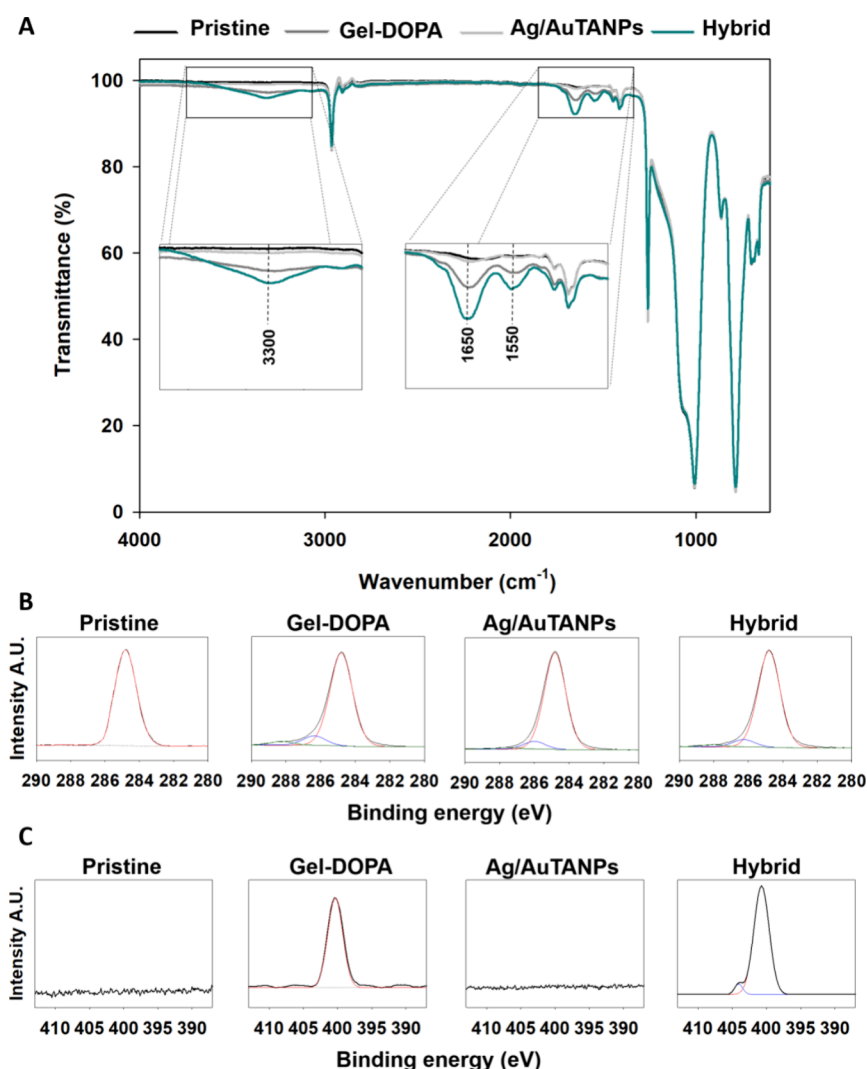 A
Pristine Gel-DOPA Ag/AuTANPs Hybrid
Transmittance (%)
100
80
60
40
20
0
3300
1650
1550
4000 3000 2000 1000
Wavenumber (cm⁻¹)
B
Pristine Gel-DOPA Ag/AuTANPs Hybrid
Intensity A.U.
290 288 286 284 282 280 290 288 286 284 282 280 290 288 286 284 282 280 290 288 286 284 282 280
Binding energy (eV)
C
Pristine Gel-DOPA Ag/AuTANPs Hybrid
Intensity A.U.
410 405 400 395 390 410 405 400 395 390 410 405 400 395 390 410 405 400 395 390
Binding energy (eV)